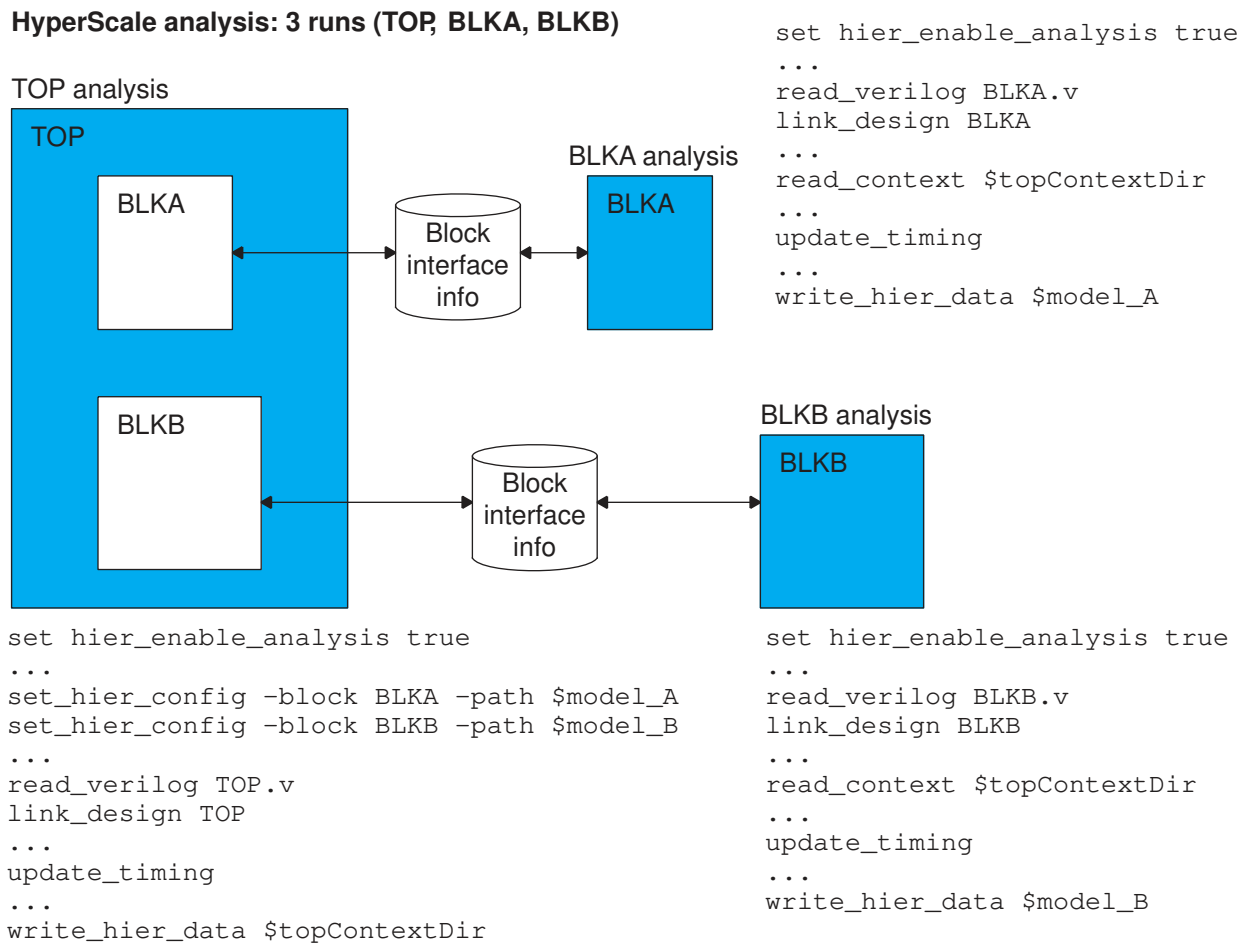 HyperScale analysis: 3 runs (TOP, BLKA, BLKB)
TOP analysis
TOP
BLKA
Block
interface
info
BLKA analysis
BLKA
set hier_enable_analysis true
...
read_verilog BLKA.v
link_design BLKA
...
read_context $topContextDir
...
update_timing
...
write_hier_data $model_A
BLKB
Block
interface
info
BLKB analysis
BLKB
set hier_enable_analysis true
...
set_hier_config -block BLKA -path $model_A
set_hier_config -block BLKB -path $model_B
...
read_verilog TOP.v
link_design TOP
...
update_timing
...
write_hier_data $topContextDir
set hier_enable_analysis true
...
read_verilog BLKB.v
link_design BLKB
...
read_context $topContextDir
...
update_timing
...
write_hier_data $model_B